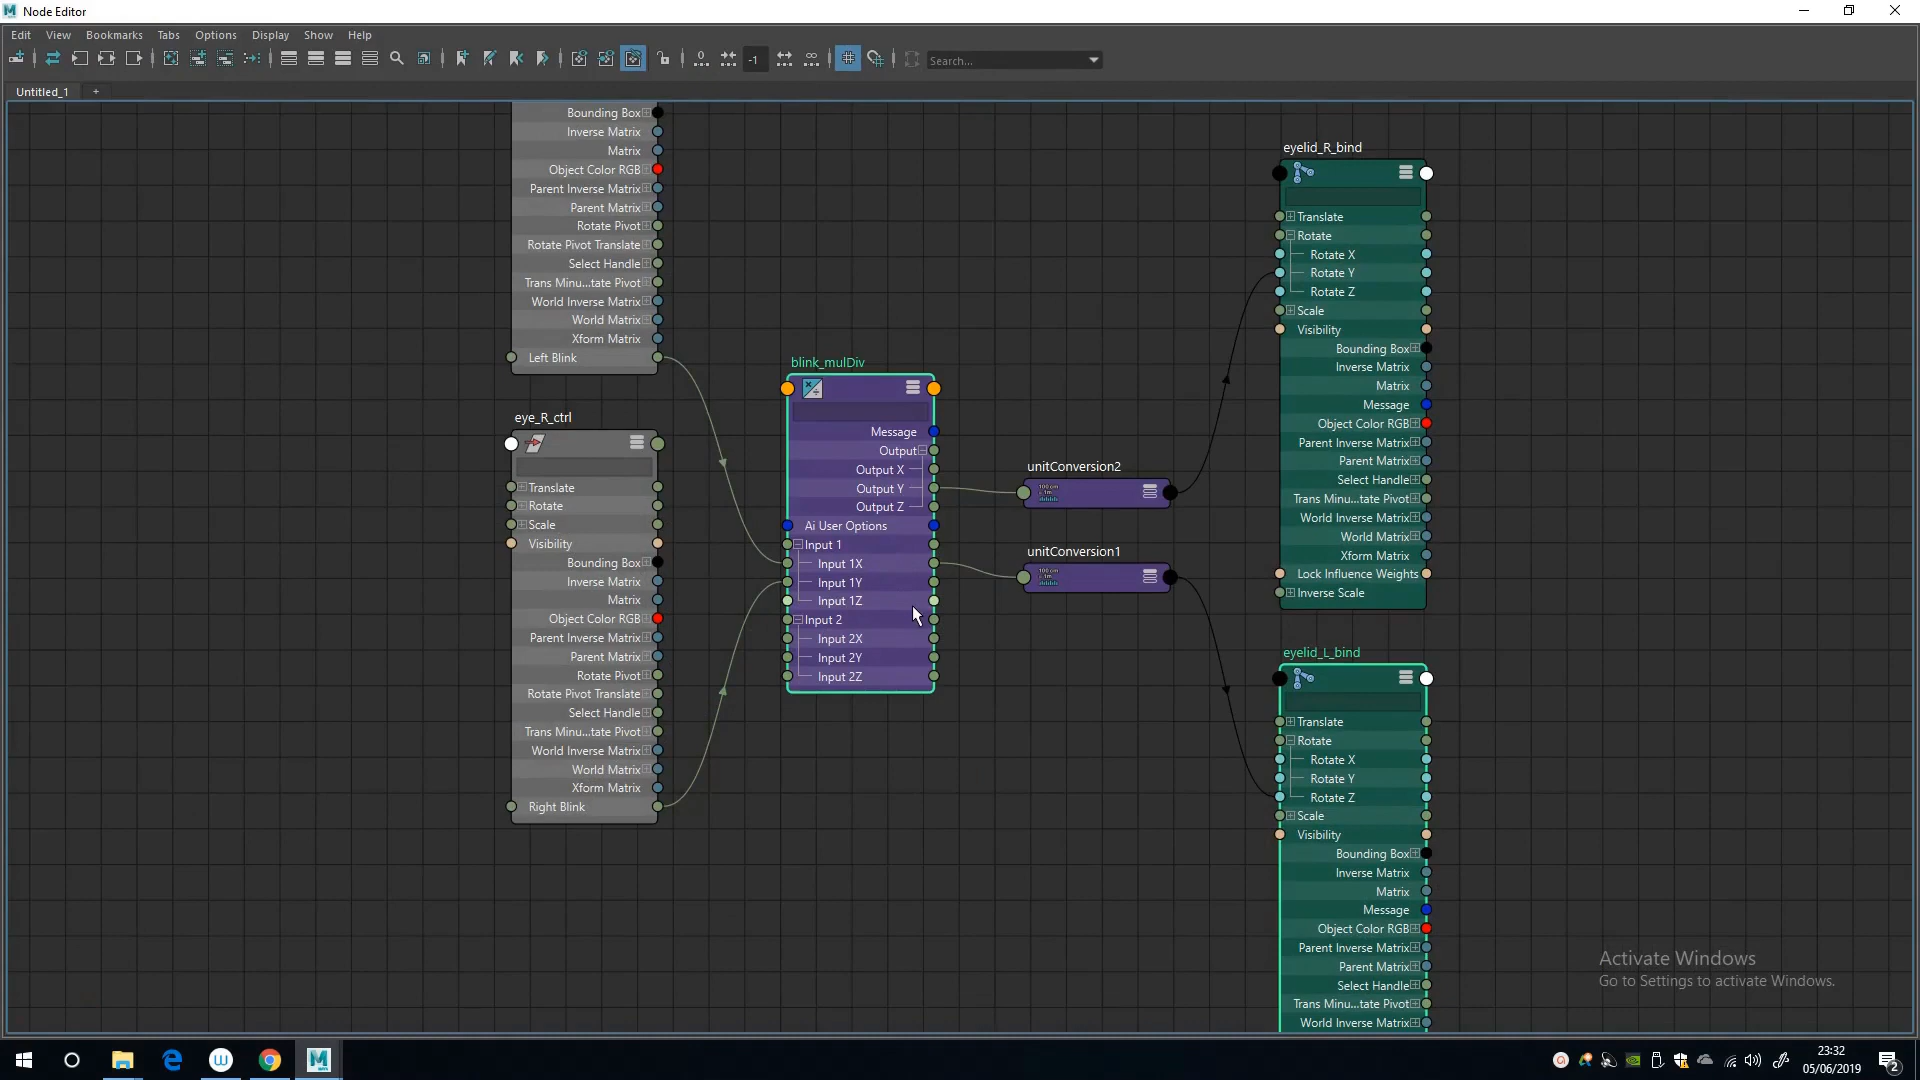 Node Editor
Edit View Bookmarks Tabs Options Display Show Help
-1
Search...
Untitled_1 +
Bounding Box
Inverse Matrix
Matrix
Object Color RGB
Parent Inverse Matrix
Parent Matrix
Rotate Pivot
Rotate Pivot Translate
Select Handle
Trans Minu...tate Pivot
World Inverse Matrix
World Matrix
Xform Matrix
Left Blink
eye_R_ctrl
Translate
Rotate
Scale
Visibility
Bounding Box
Inverse Matrix
Matrix
Object Color RGB
Parent Inverse Matrix
Parent Matrix
Rotate Pivot
Rotate Pivot Translate
Select Handle
Trans Minu...tate Pivot
World Inverse Matrix
World Matrix
Xform Matrix
Right Blink
blink_mulDiv
Message
Output
Output X
Output Y
Output Z
Ai User Options
Input 1
Input 1X
Input 1Y
Input 1Z
Input 2
Input 2X
Input 2Y
Input 2Z
unitConversion2
unitConversion1
eyelid_R_bind
Translate
Rotate
Rotate X
Rotate Y
Rotate Z
Scale
Visibility
Bounding Box
Inverse Matrix
Matrix
Message
Object Color RGB
Parent Inverse Matrix
Parent Matrix
Select Handle
Trans Minu...tate Pivot
World Inverse Matrix
World Matrix
Xform Matrix
Lock Influence Weights
Inverse Scale
eyelid_L_bind
Translate
Rotate
Rotate X
Rotate Y
Rotate Z
Scale
Visibility
Bounding Box
Inverse Matrix
Matrix
Message
Object Color RGB
Parent Inverse Matrix
Parent Matrix
Select Handle
Trans Minu...tate Pivot
World Inverse Matrix
Activate Windows
Go to Settings to activate Windows.
23:32
05/06/2019
2